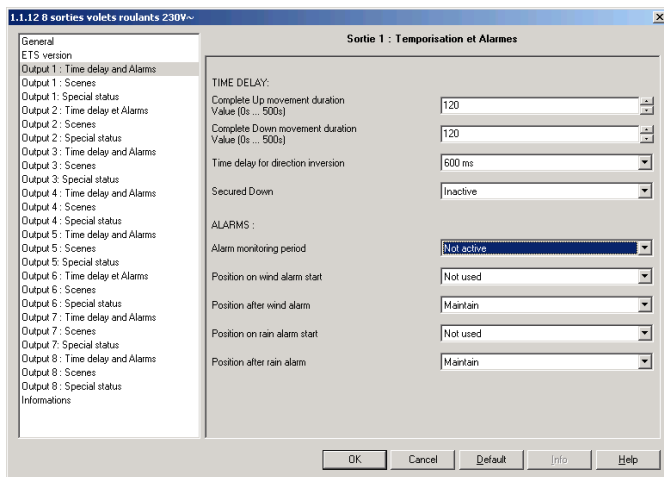 1.1.12 8 sorties volets roulants 230V~
General
ETS version
Output 1 : Time delay and Alarms
Output 1 : Scenes
Output 1: Special status
Output 2 : Time delay et Alarms
Output 2 : Scenes
Output 2 : Special status
Output 3 : Time delay and Alarms
Output 3 : Scenes
Output 3: Special status
Output 4 : Time delay and Alarms
Output 4 : Scenes
Output 4 : Special status
Output 5 : Time delay and Alarms
Output 5 : Scenes
Output 5: Special status
Output 6 : Time delay et Alarms
Output 6 : Scenes
Output 6 : Special status
Output 7 : Time delay and Alarms
Output 7 : Scenes
Output 7: Special status
Output 8 : Time delay and Alarms
Output 8 : Scenes
Output 8 : Special status
Informations
Sortie 1 : Temporisation et Alarmes
TIME DELAY:
Complete Up movement duration
Value (0s ... 500s)
120
Complete Down movement duration
Value (0s ... 500s)
120
Time delay for direction inversion
600 ms
Secured Down
Inactive
ALARMS :
Alarm monitoring period
Not active
Position on wind alarm start
Not used
Position after wind alarm
Maintain
Position on rain alarm start
Not used
Position after rain alarm
Maintain
OK
Cancel
Default
Info
Help